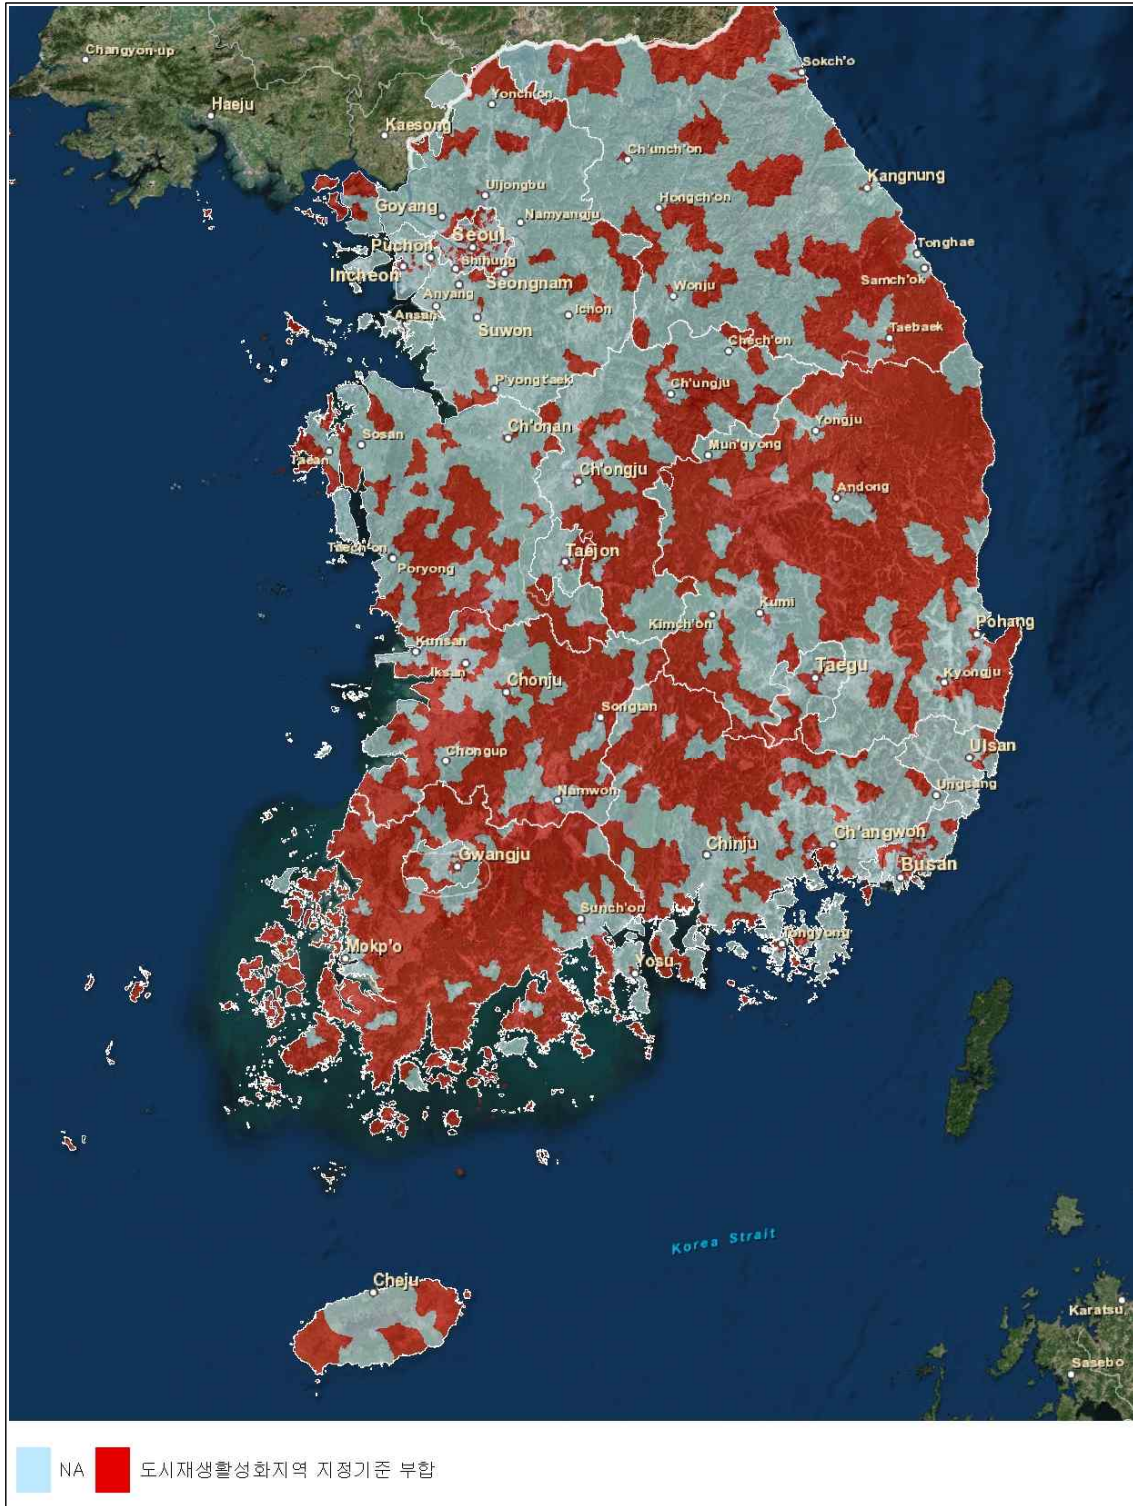 Changyon-up
Sokch'o
Haeju
Yonch'on
Kaesong
Ch'unch'on
Uijongbu
Kangnung
Goyang
Hongch'on
Namyangju
Seoul
Puchon
Tonghae
Shihung
Incheon
Seongnam
Samch'ok
Anyang
Wonju
Ansan
Ichon
Suwon
Taebaek
Chech'on
P'yongt'aek
Ch'ungju
Yongju
Ch'onan
Sosan
Mun'gyong
Taean
Ch'ongju
Andong
Taejon
Taech'on
Poryong
Kumi
Kimch'on
Pohang
Kunsan
Iksan
Taegu
Chonju
Kyongju
Songtan
Ulsan
Chongup
Ungsang
Namwon
Ch'angwon
Chinju
Gwangju
Busan
Sunch'on
Tongyong
Mokp'o
Yosu
Korea Strait
Cheju
Karatsu
Sasebo
NA 도시재생활성화지역 지정기준 부합